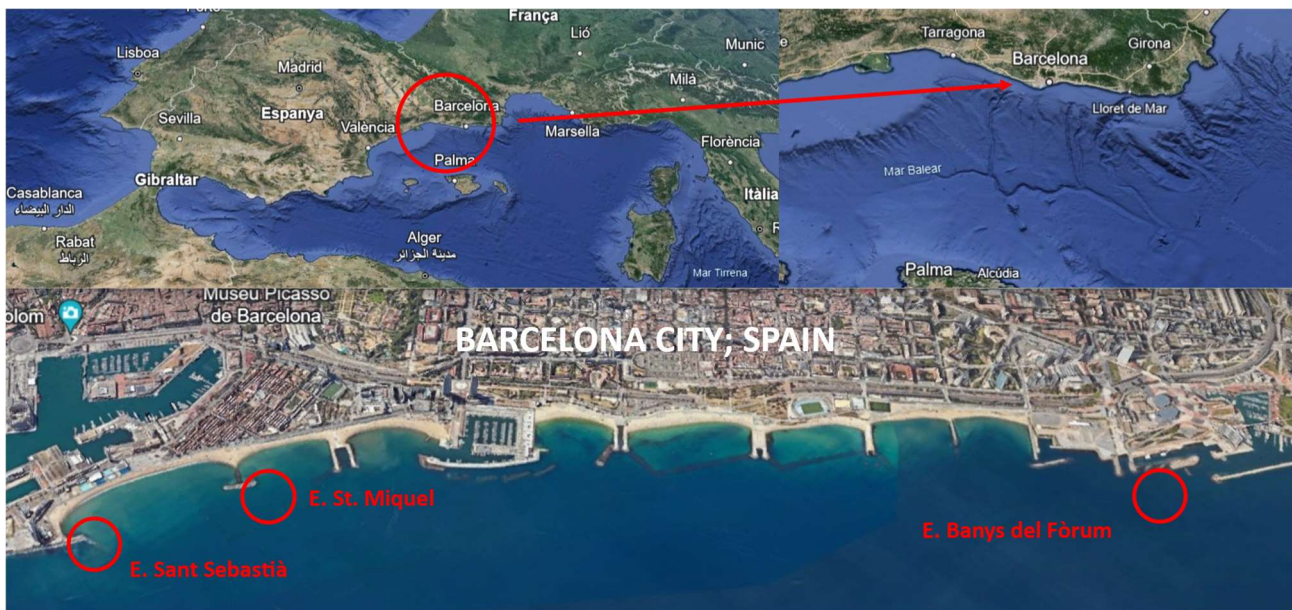 França
Lió
Munic
Lisboa
Madrid
Milà
Espanya
Barcelona
Sevilla
València
Marsella
Florència
Palma
Gibraltar
Itàlia
Casablanca
الدار البيضاء
Rabat
الرباط
Alger
مدينة الجزائر
Mar Tirrena
Tarragona
Girona
Barcelona
Lloret de Mar
Mar Balear
Palma
Alcúdia
Museu Picasso
de Barcelona
olom
BARCELONA CITY; SPAIN
E. St. Miquel
E. Banys del Fòrum
E. Sant Sebastià